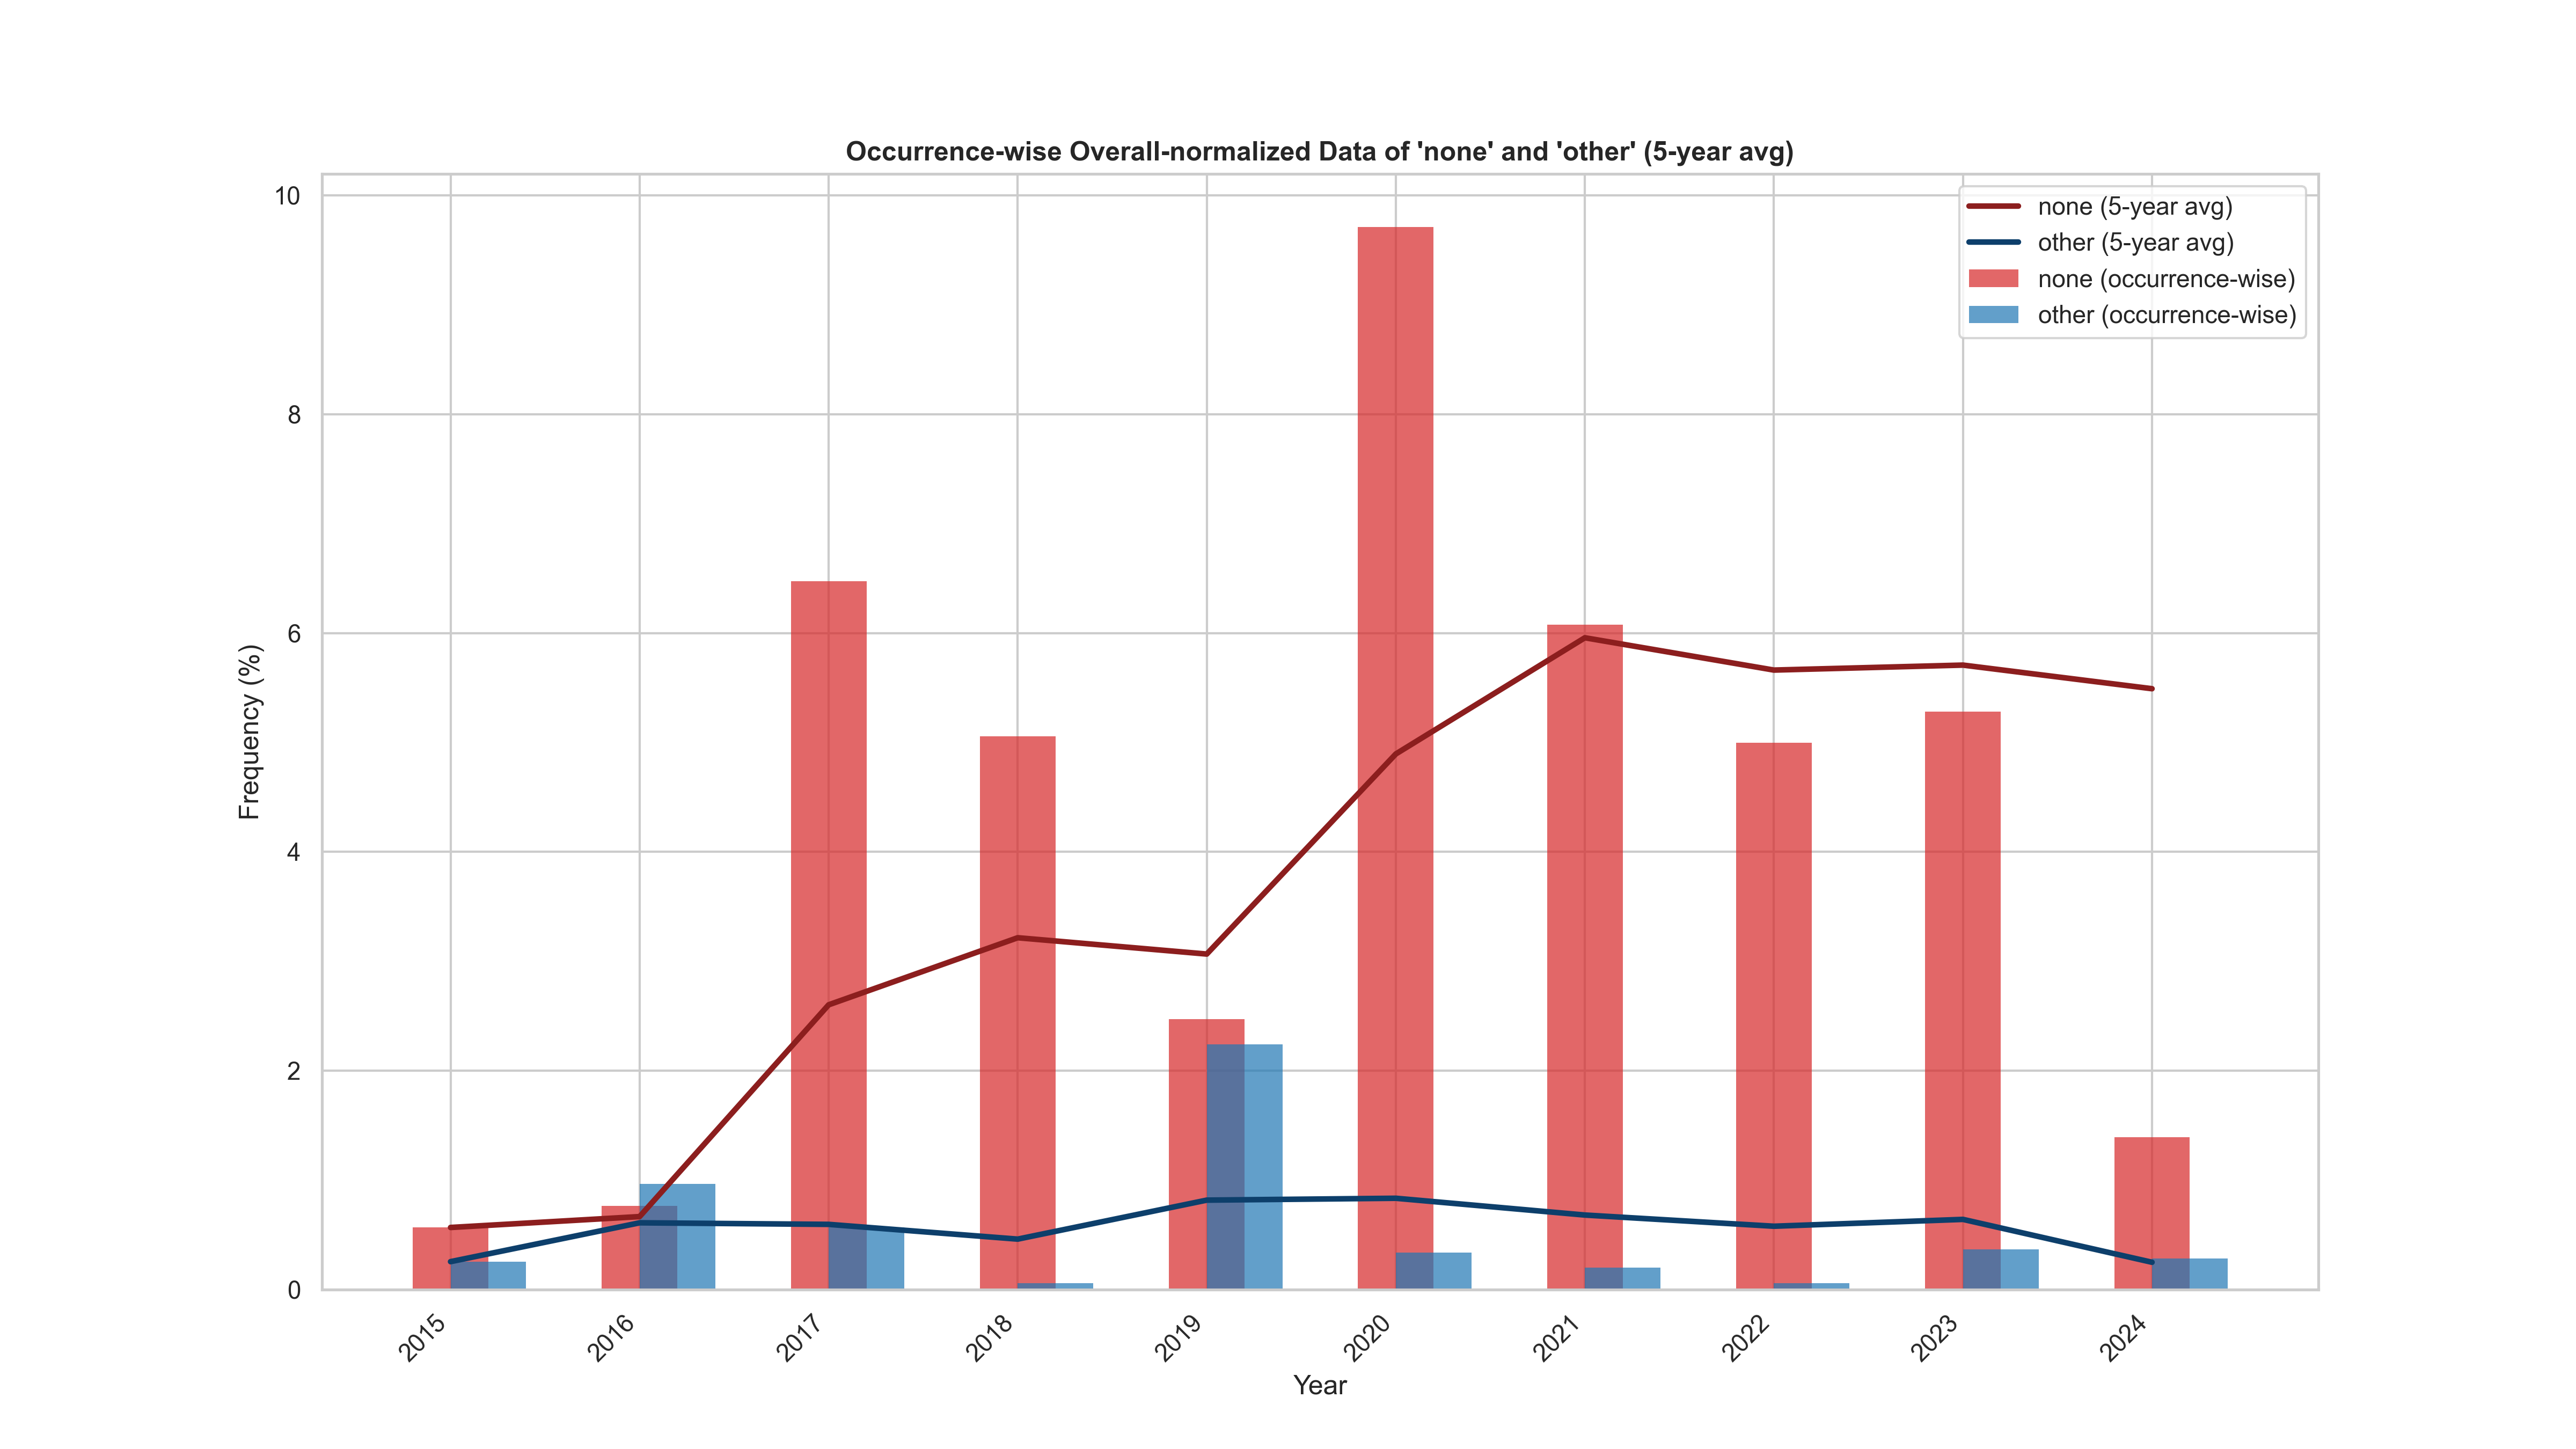 Occurrence-wise Overall-normalized Data of 'none' and 'other' (5-year avg)
none (5-year avg)
other (5-year avg)
none (occurrence-wise)
other (occurrence-wise)
Frequency (%)
10
8
6
4
2
0
2015
2016
2017
2018
2019
2020
2021
2022
2023
2024
Year